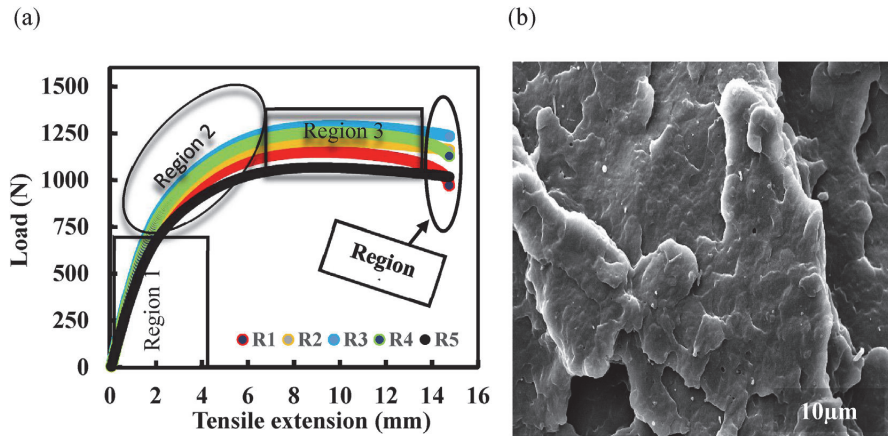 (a)
(b)
1500
1250
1000
750
500
250
0
Load (N)
Region 1
Region 2
Region 3
Region
R1 R2 R3 R4 R5
0 2 4 6 8 10 12 14 16
Tensile extension (mm)
10µm